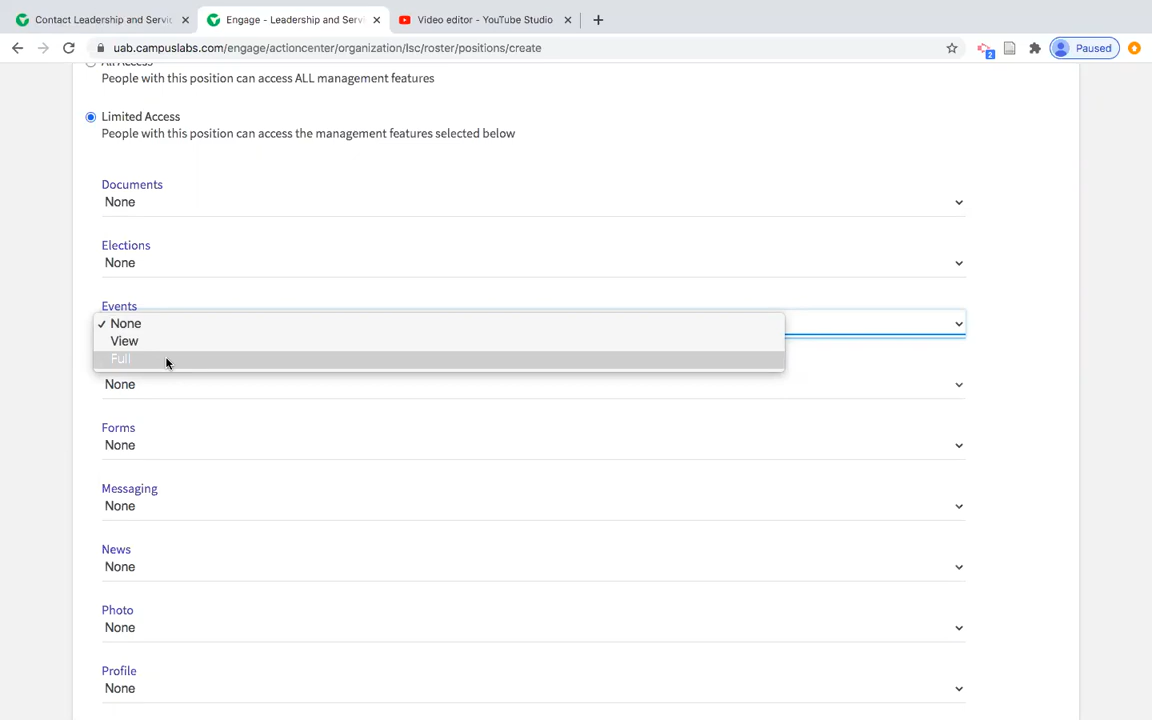 Contact Leadership and Servic
Engage - Leadership and Servi
Video editor - YouTube Studio
uab.campuslabs.com/engage/actioncenter/organization/lsc/roster/positions/create
2
Paused
All Access
People with this position can access ALL management features
Limited Access
People with this position can access the management features selected below
Documents
None
Elections
None
Events
None
View
Full
None
Forms
None
Messaging
None
News
None
Photo
None
Profile
None